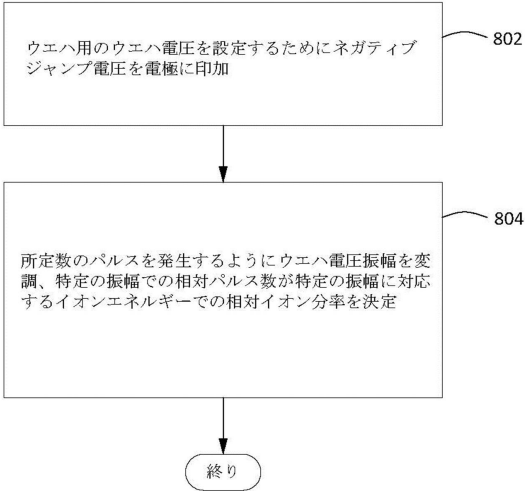 ウエハ用のウエハ電圧を設定するためにネガティブ
ジャンプ電圧を電極に印加
802
所定数のパルスを発生するようにウエハ電圧振幅を変
調、特定の振幅での相対パルス数が特定の振幅に対応
するイオンエネルギーでの相対イオン分率を決定
804
終り